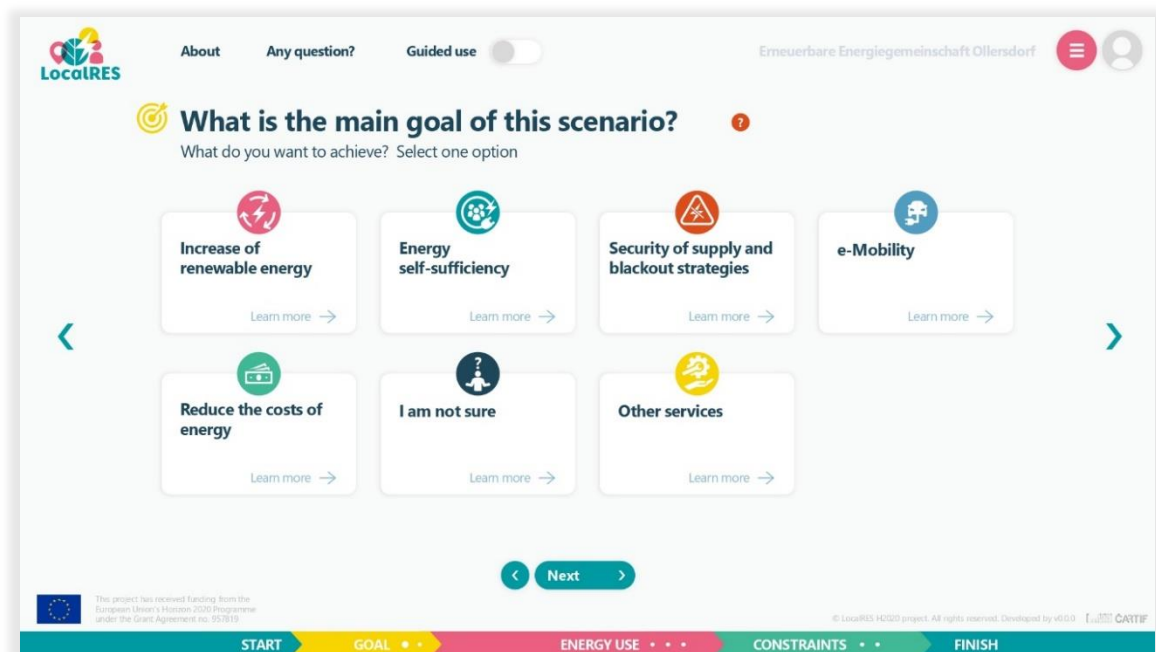 LocalRES
About
Any question?
Guided use
Erneuerbare Energiegemeinschaft Ollersdorf
What is the main goal of this scenario?
?
What do you want to achieve? Select one option
Increase of
renewable energy
Learn more
Energy
self-sufficiency
Learn more
Security of supply and
blackout strategies
Learn more
e-Mobility
Learn more
Reduce the costs of
energy
Learn more
?
I am not sure
Learn more
Other services
Learn more
Next
This project has received funding from the
European Union's Horizon 2020 Programme
under the Grant Agreement no. 957819
© LocalRES H2020 project. All rights reserved. Developed by v0.0.0
CARTIF
START
GOAL
ENERGY USE
CONSTRAINTS
FINISH